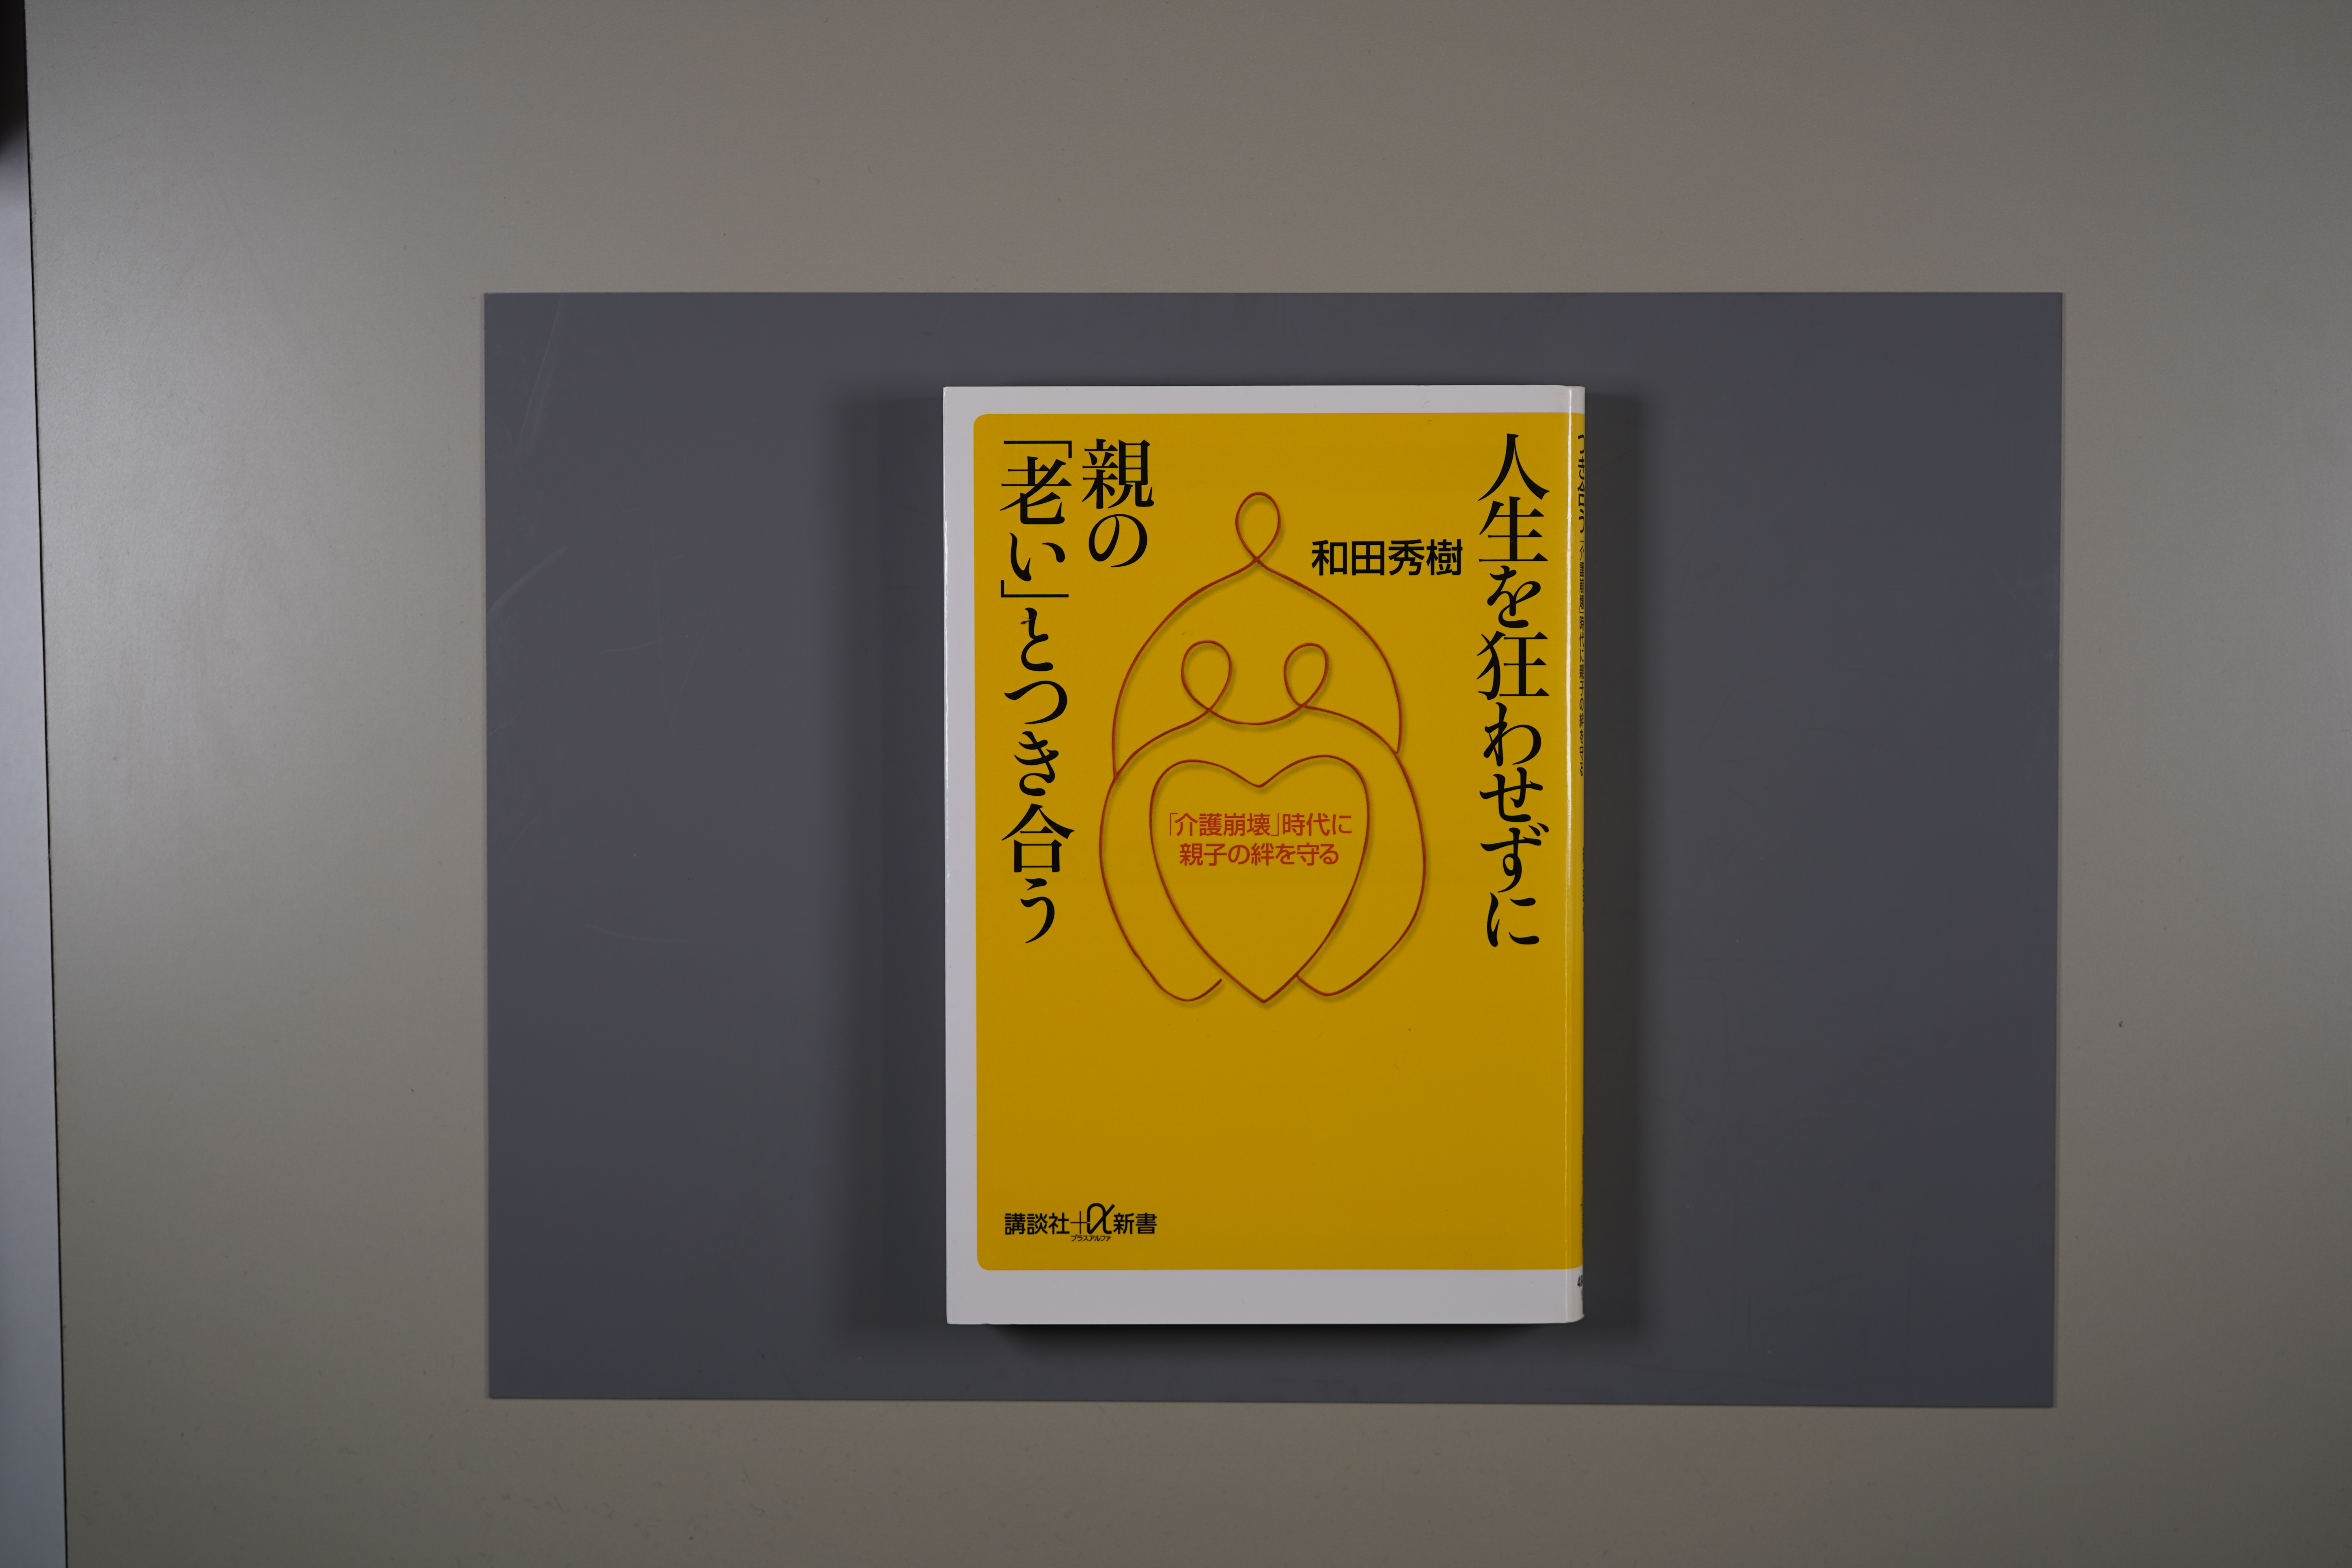 人生を狂わせずに
親の
「老い」とつき合う
和田秀樹
「介護崩壊」時代に
親子の絆を守る
講談社+α新書
プラスアルファ